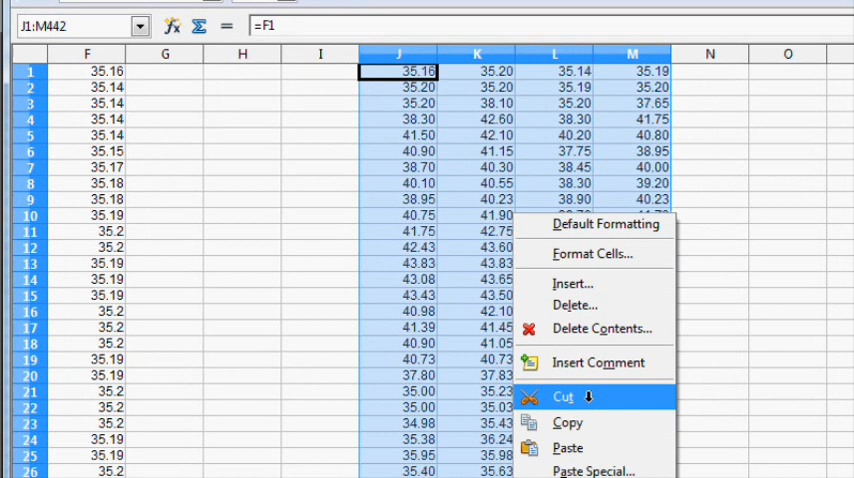 J1:M442 =F1
F G H I J K L M N O
1 35.16 35.16 35.20 35.14 35.19
2 35.14 35.20 35.20 35.19 35.20
3 35.14 35.20 38.10 35.20 37.65
4 35.14 38.30 42.60 38.30 41.75
5 35.14 41.50 42.10 40.20 40.80
6 35.15 40.90 41.15 37.75 38.95
7 35.17 38.70 40.30 38.45 40.00
8 35.18 40.10 40.55 38.30 39.20
9 35.18 38.95 40.23 38.90 40.23
10 35.19 40.75 41.90
11 35.2 41.75 42.75
Default Formatting
12 35.2 42.43 43.60
13 35.19 43.83 43.83
Format Cells...
14 35.19 43.08 43.65
Insert...
15 35.19 43.43 43.50
Delete...
16 35.2 40.98 42.10
17 35.2 41.39 41.45
Delete Contents...
18 35.2 40.90 41.05
19 35.19 40.73 40.73
Insert Comment
20 35.19 37.80 37.83
21 35.2 35.00 35.23
Cut
22 35.2 35.00 35.03
23 35.2 34.98 35.43
Copy
24 35.19 35.38 36.24
Paste
25 35.19 35.95 35.98
26 35.2 35.40 35.63
Paste Special...